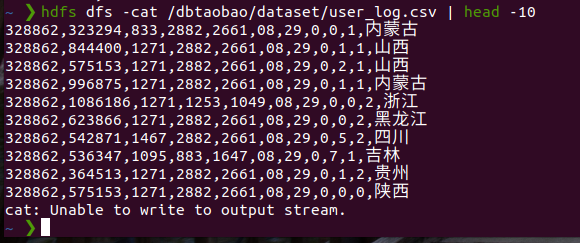 ~ ❯ hdfs dfs -cat /dbtaobao/dataset/user_log.csv | head -10
328862,323294,833,2882,2661,08,29,0,0,1,内蒙古
328862,844400,1271,2882,2661,08,29,0,1,1,山西
328862,575153,1271,2882,2661,08,29,0,2,1,山西
328862,996875,1271,2882,2661,08,29,0,1,1,内蒙古
328862,1086186,1271,1253,1049,08,29,0,0,2,浙江
328862,623866,1271,2882,2661,08,29,0,0,2,黑龙江
328862,542871,1467,2882,2661,08,29,0,5,2,四川
328862,536347,1095,883,1647,08,29,0,7,1,吉林
328862,364513,1271,2882,2661,08,29,0,1,2,贵州
328862,575153,1271,2882,2661,08,29,0,0,0,陕西
cat: Unable to write to output stream.
~ ❯